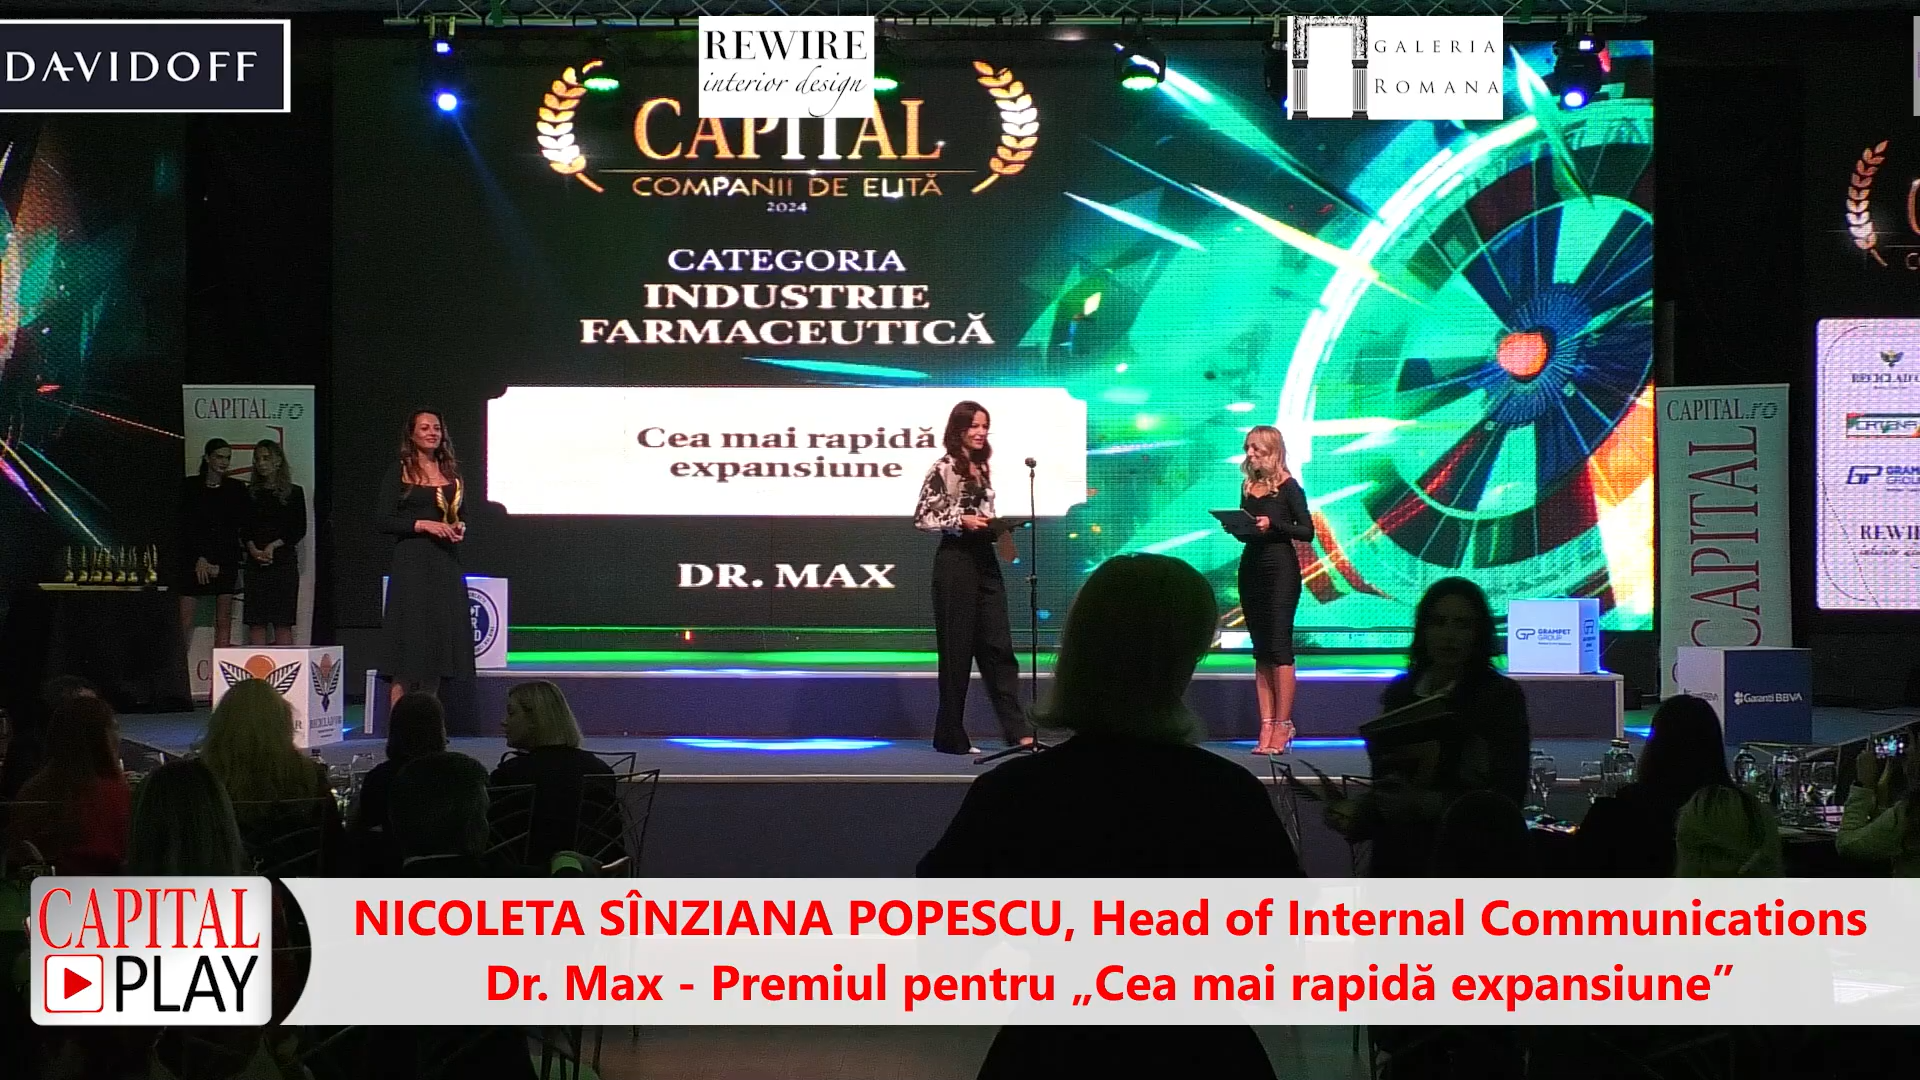 DAVIDOFF
REWIRE
interior design
GALERIA
ROMANA
CAPITAL
COMPANII DE ELITĂ
2024
CATEGORIA
INDUSTRIE
FARMACEUTICĂ
Cea mai rapidă
expansiune
DR. MAX
CAPITAL.ro
CAPITAL.ro
CAPITAL
GRAMPET
GROUP
Garanti BBVA
CAPITAL
PLAY
NICOLETA SÎNZIANA POPESCU, Head of Internal Communications
Dr. Max - Premiul pentru „Cea mai rapidă expansiune”